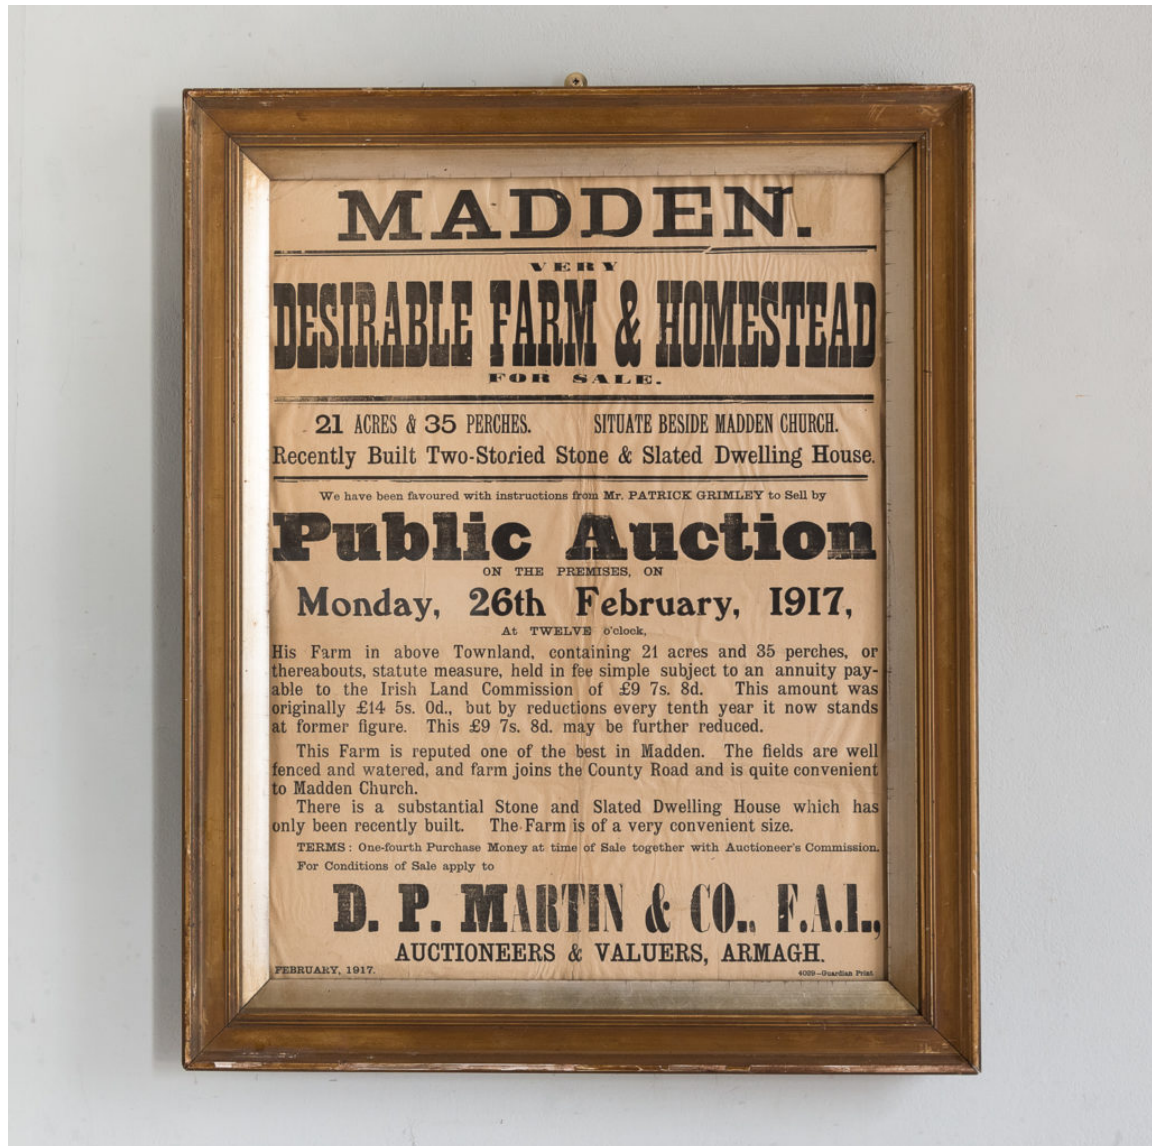 MADDEN.
VERY
DESIRABLE FARM & HOMESTEAD
FOR SALE.
21 ACRES & 35 PERCHES. SITUATE BESIDE MADDEN CHURCH.
Recently Built Two-Storied Stone & Slated Dwelling House.
We have been favoured with instructions from Mr. PATRICK GRIMLEY to Sell by
Public Auction
ON THE PREMISES, ON
Monday, 26th February, 1917,
At TWELVE o'clock,
His Farm in above Townland, containing 21 acres and 35 perches, or
thereabouts, statute measure, held in fee simple subject to an annuity pay-
able to the Irish Land Commission of £9 7s. 8d. This amount was
originally £14 5s. 0d., but by reductions every tenth year it now stands
at former figure. This £9 7s. 8d. may be further reduced.
This Farm is reputed one of the best in Madden. The fields are well
fenced and watered, and farm joins the County Road and is quite convenient
to Madden Church.
There is a substantial Stone and Slated Dwelling House which has
only been recently built. The Farm is of a very convenient size.
TERMS : One-fourth Purchase Money at time of Sale together with Auctioneer's Commission.
For Conditions of Sale apply to
D. P. MARTIN & CO., F.A.I.,
AUCTIONEERS & VALUERS, ARMAGH.
FEBRUARY, 1917. 4029—Guardian Print.